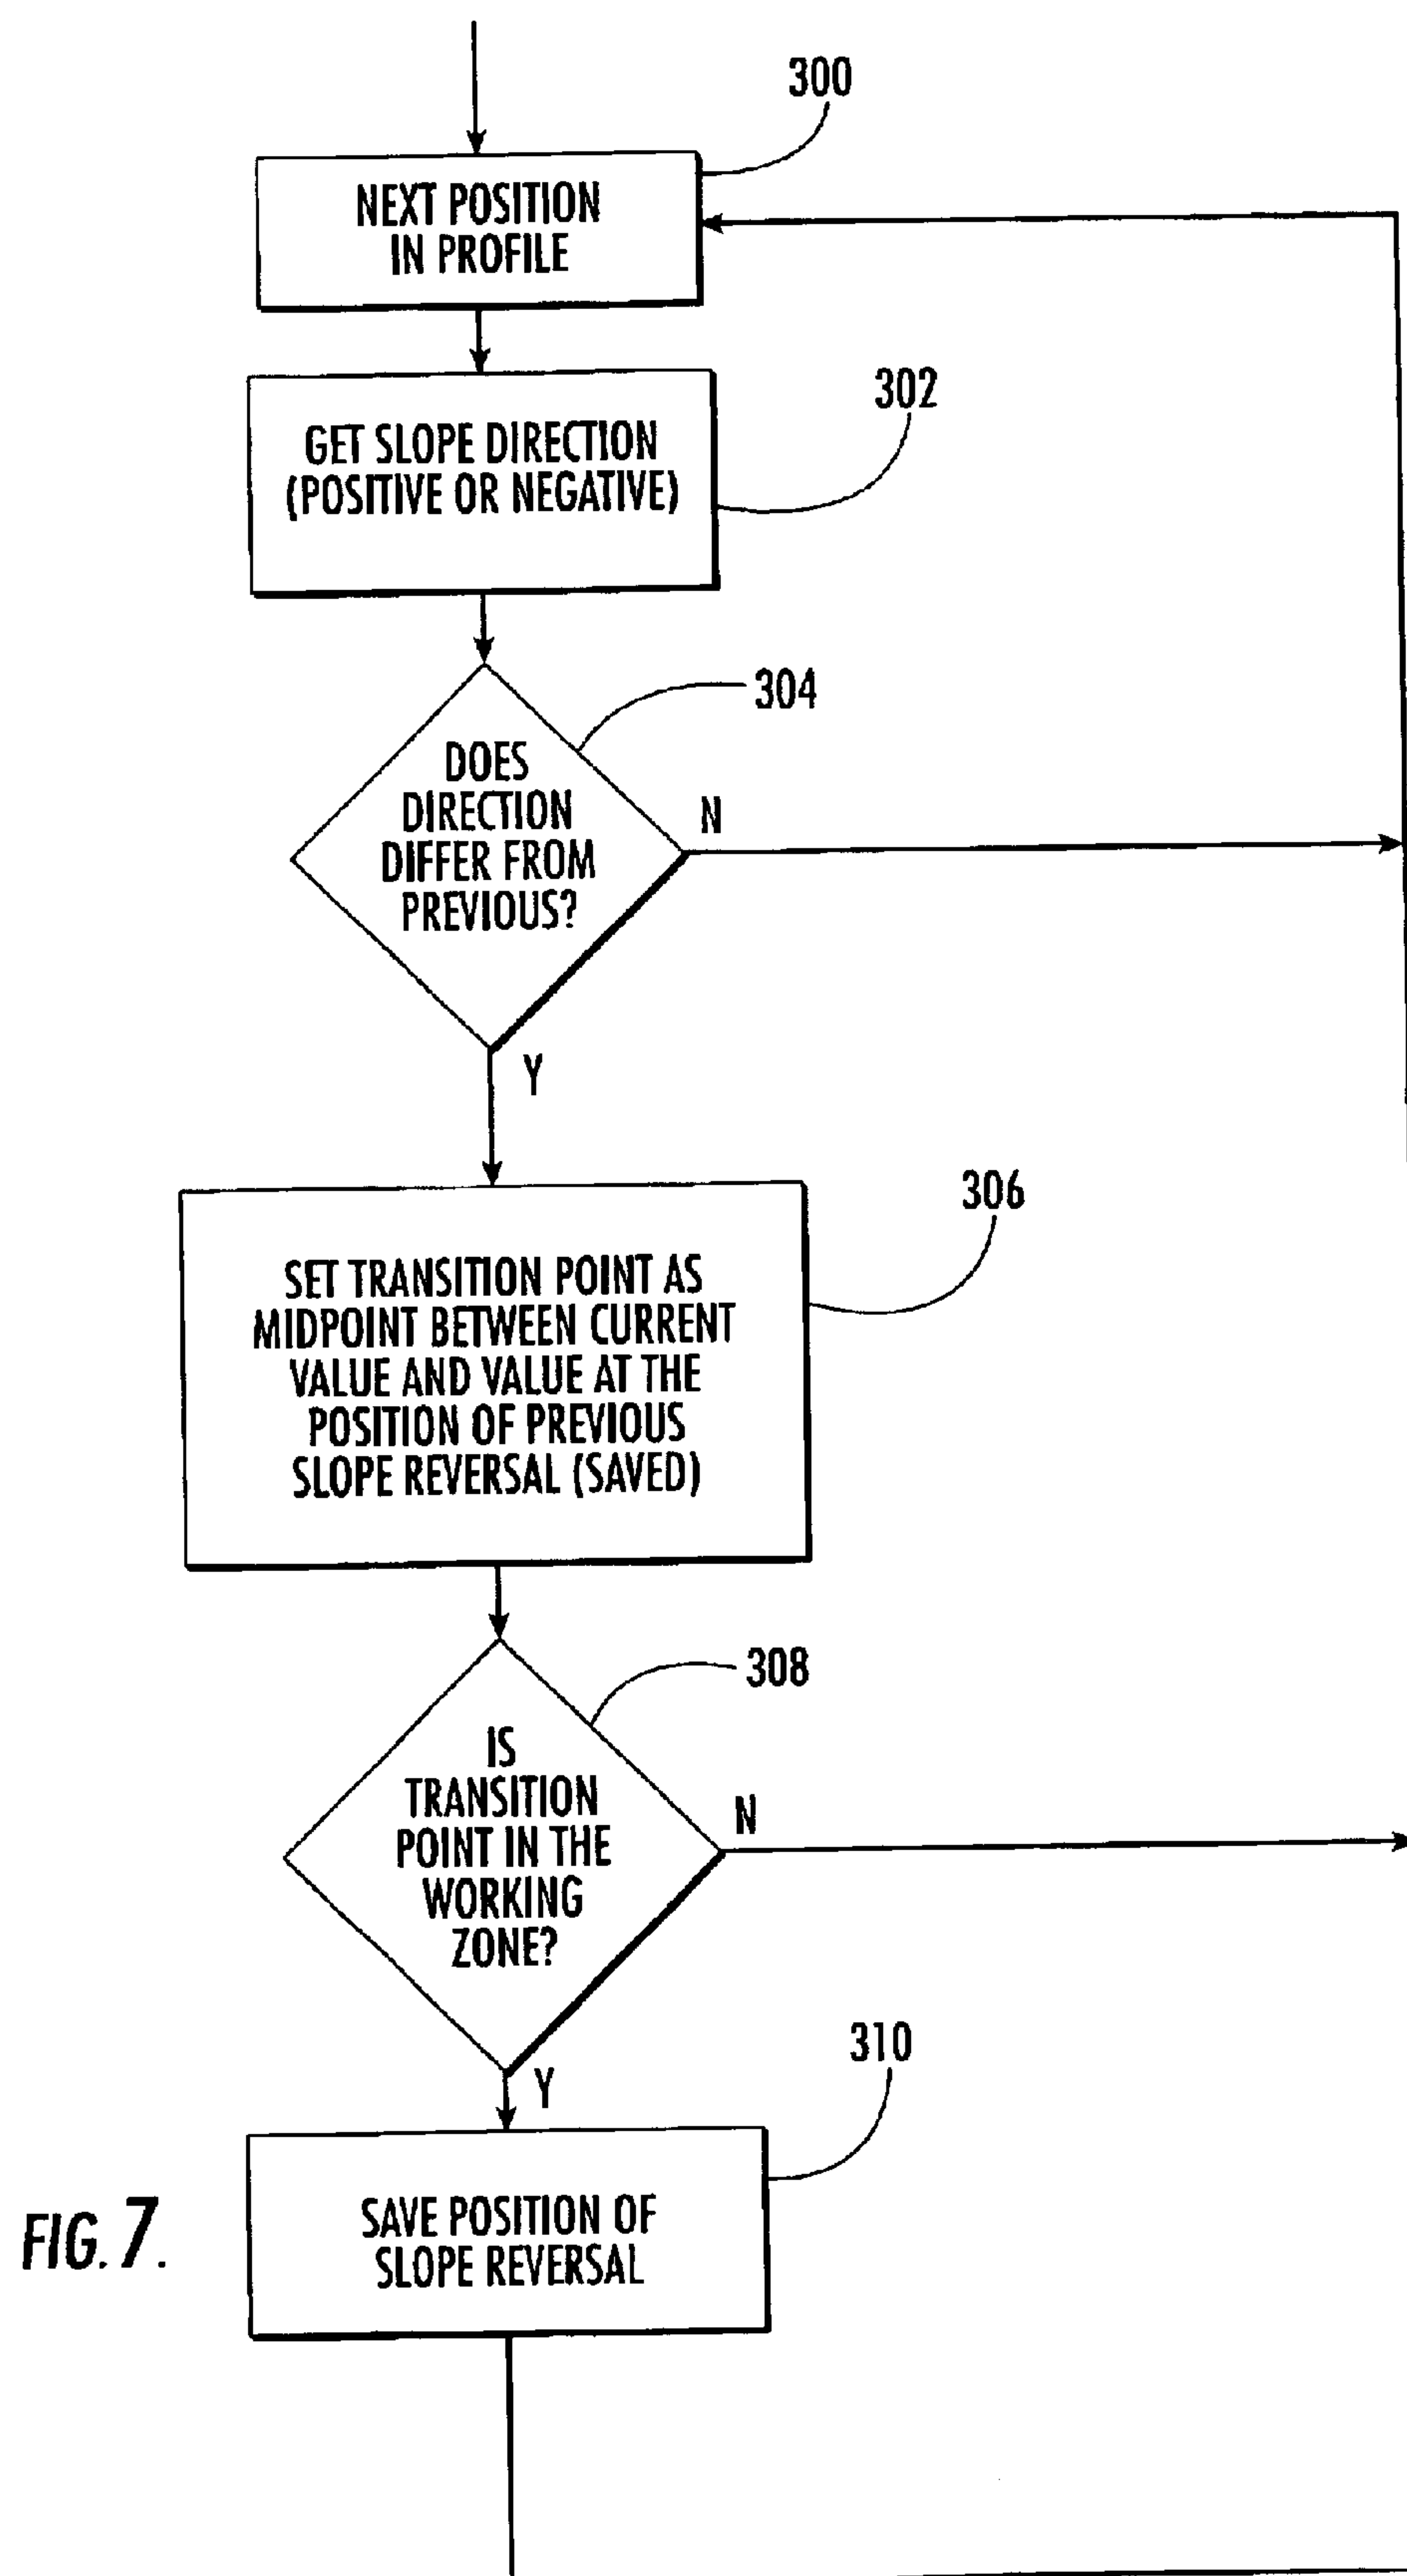 300
NEXT POSITION
IN PROFILE
302
GET SLOPE DIRECTION
(POSITIVE OR NEGATIVE)
304
DOES
DIRECTION
DIFFER FROM
PREVIOUS?
N
Y
306
SET TRANSITION POINT AS
MIDPOINT BETWEEN CURRENT
VALUE AND VALUE AT THE
POSITION OF PREVIOUS
SLOPE REVERSAL (SAVED)
308
IS
TRANSITION
POINT IN THE
WORKING
ZONE?
N
Y
310
SAVE POSITION OF
SLOPE REVERSAL
FIG. 7.